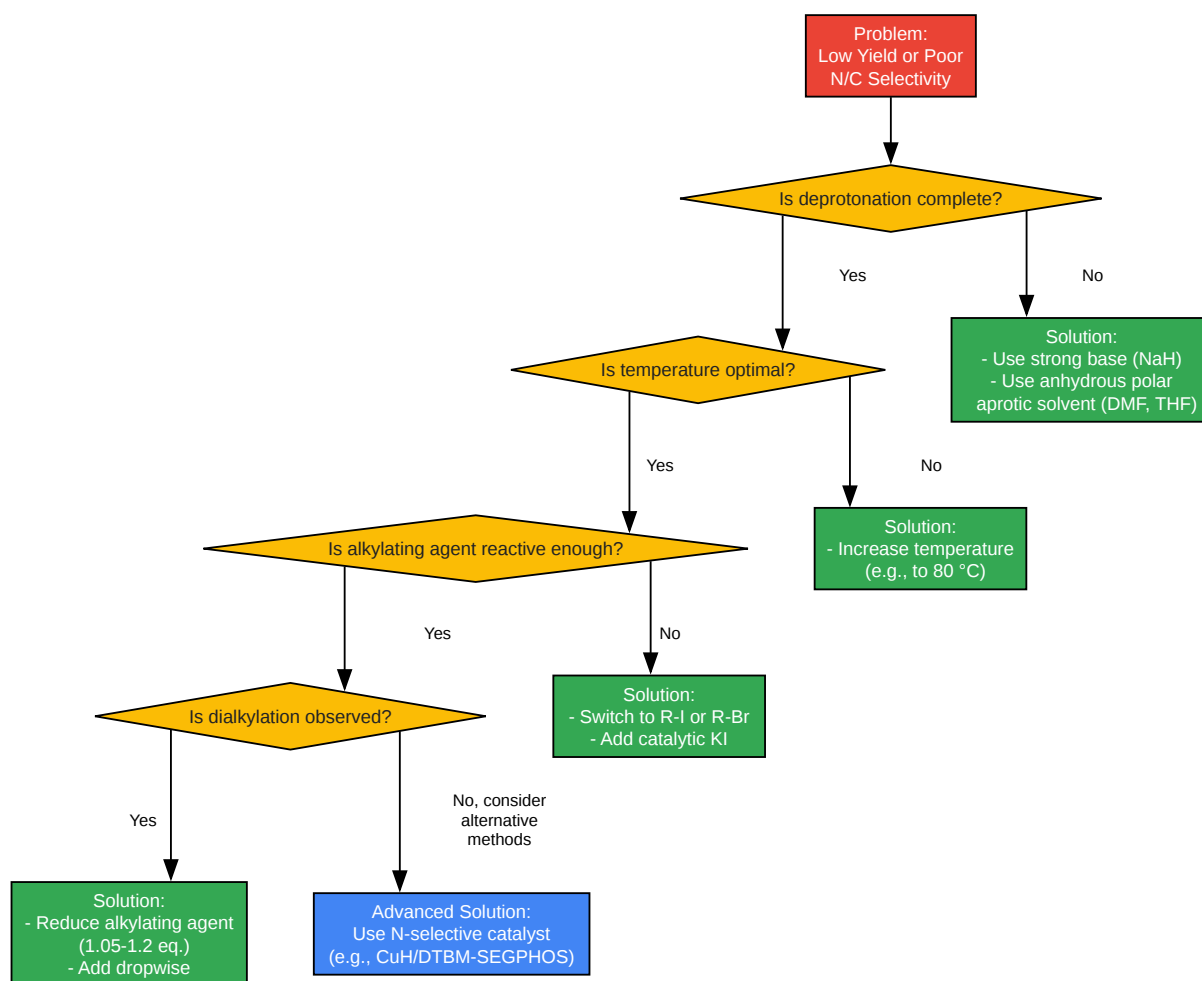 Problem:
Low Yield or Poor
N/C Selectivity
Is deprotonation complete?
Yes
No
Solution:
- Use strong base (NaH)
- Use anhydrous polar
aprotic solvent (DMF, THF)
Is temperature optimal?
Yes
No
Solution:
- Increase temperature
(e.g., to 80 °C)
Is alkylating agent reactive enough?
Yes
No
Solution:
- Switch to R-I or R-Br
- Add catalytic KI
Is dialkylation observed?
Yes
No, consider
alternative
methods
Solution:
- Reduce alkylating agent
(1.05-1.2 eq.)
- Add dropwise
Advanced Solution:
Use N-selective catalyst
(e.g., CuH/DTBM-SEGPHOS)